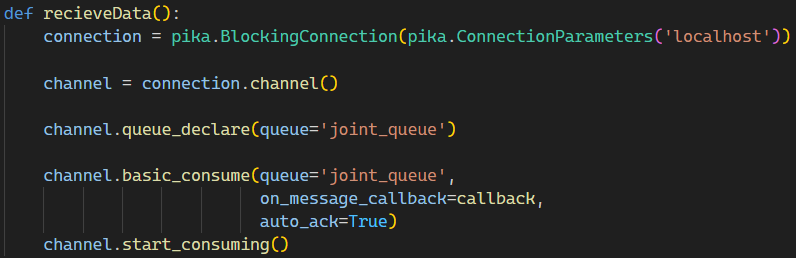 def recieveData():
    connection = pika.BlockingConnection(pika.ConnectionParameters('localhost'))
    channel = connection.channel()
    channel.queue_declare(queue='joint_queue')
    channel.basic_consume(queue='joint_queue',
                          on_message_callback=callback,
                          auto_ack=True)
    channel.start_consuming()